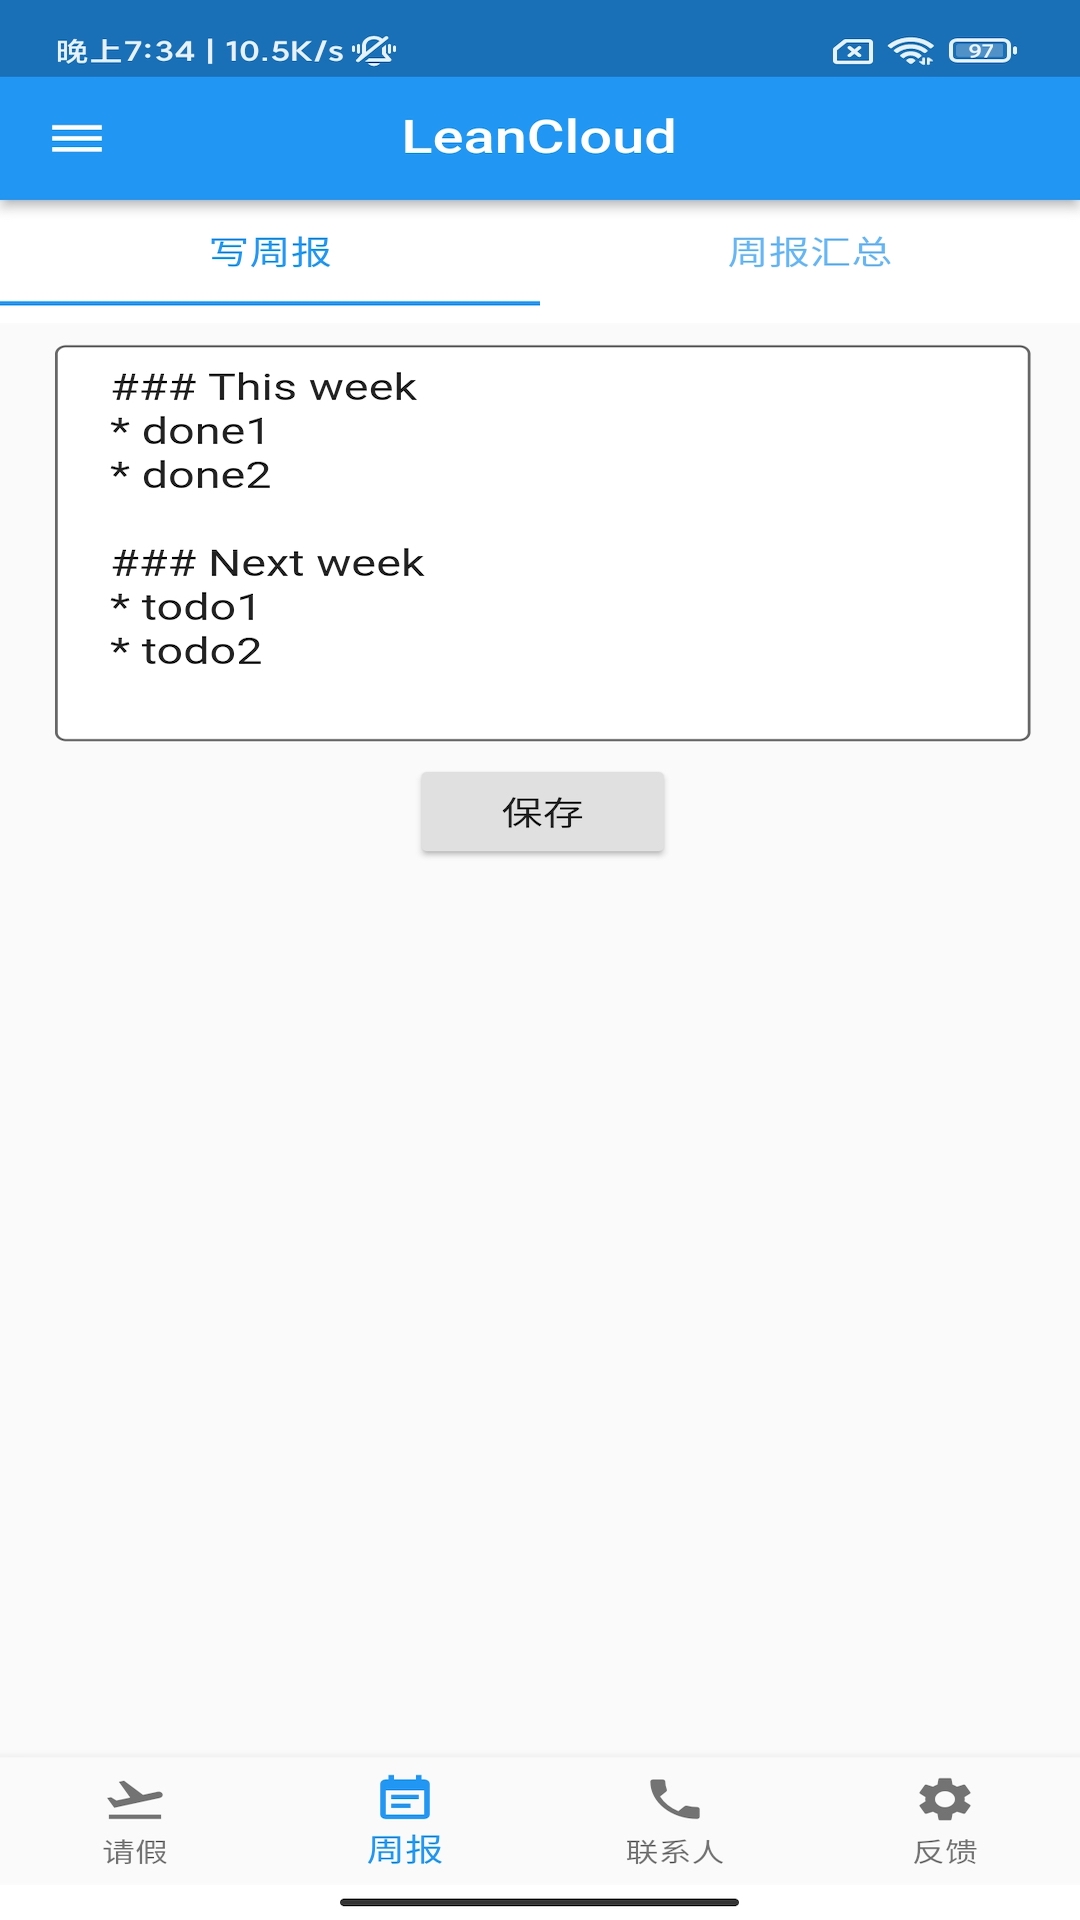 晚上7:34 | 10.5K/s
97
LeanCloud
写周报
周报汇总
### This week
* done1
* done2
### Next week
* todo1
* todo2
保存
请假
周报
联系人
反馈